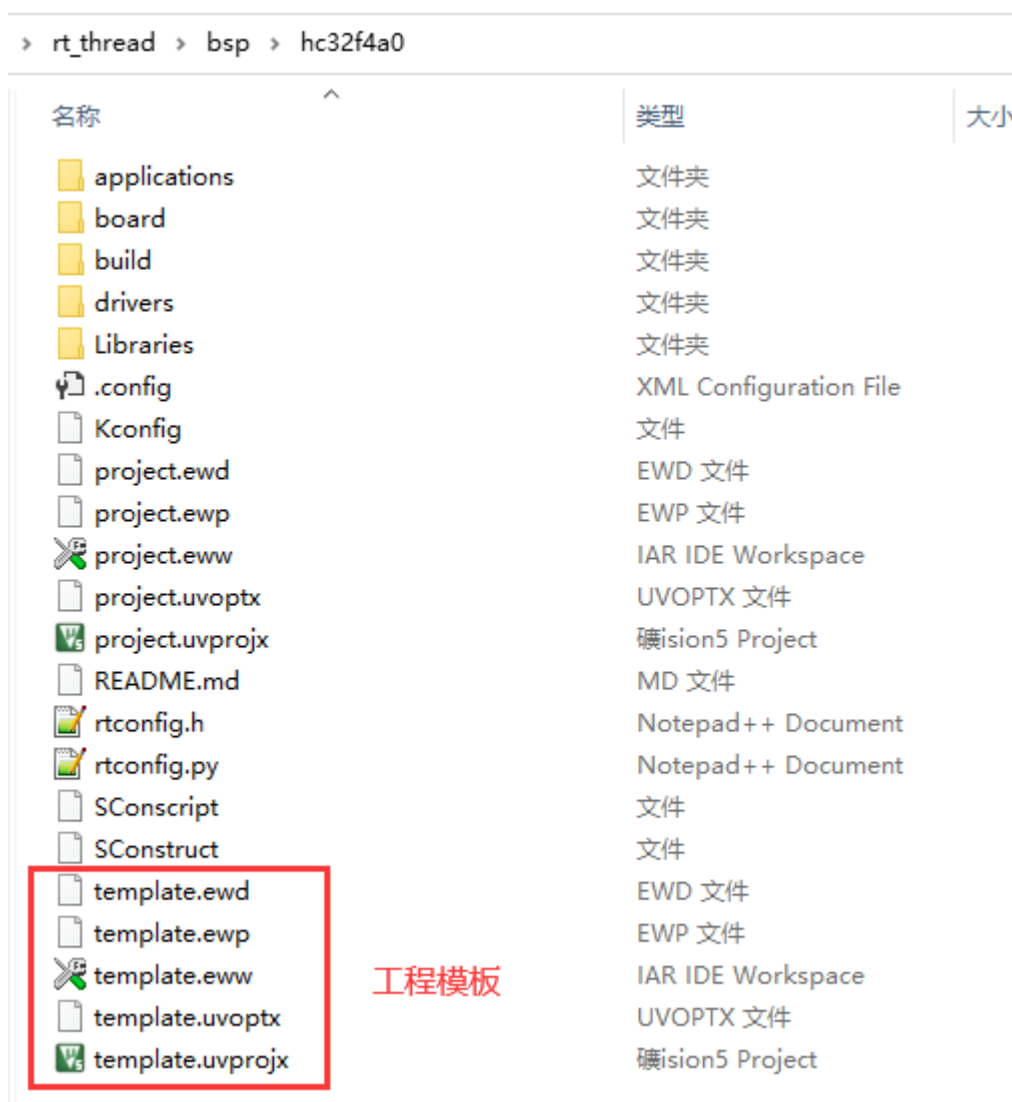 > rt_thread > bsp > hc32f4a0
名称 类型 大小
applications 文件夹
board 文件夹
build 文件夹
drivers 文件夹
Libraries 文件夹
.config XML Configuration File
Kconfig 文件
project.ewd EWD 文件
project.ewp EWP 文件
project.eww IAR IDE Workspace
project.uvoptx UVOPTX 文件
project.uvprojx 礦ision5 Project
README.md MD 文件
rtconfig.h Notepad++ Document
rtconfig.py Notepad++ Document
SConscript 文件
SConstruct 文件
template.ewd EWD 文件
template.ewp EWP 文件
template.eww 工程模板 IAR IDE Workspace
template.uvoptx UVOPTX 文件
template.uvprojx 礦ision5 Project